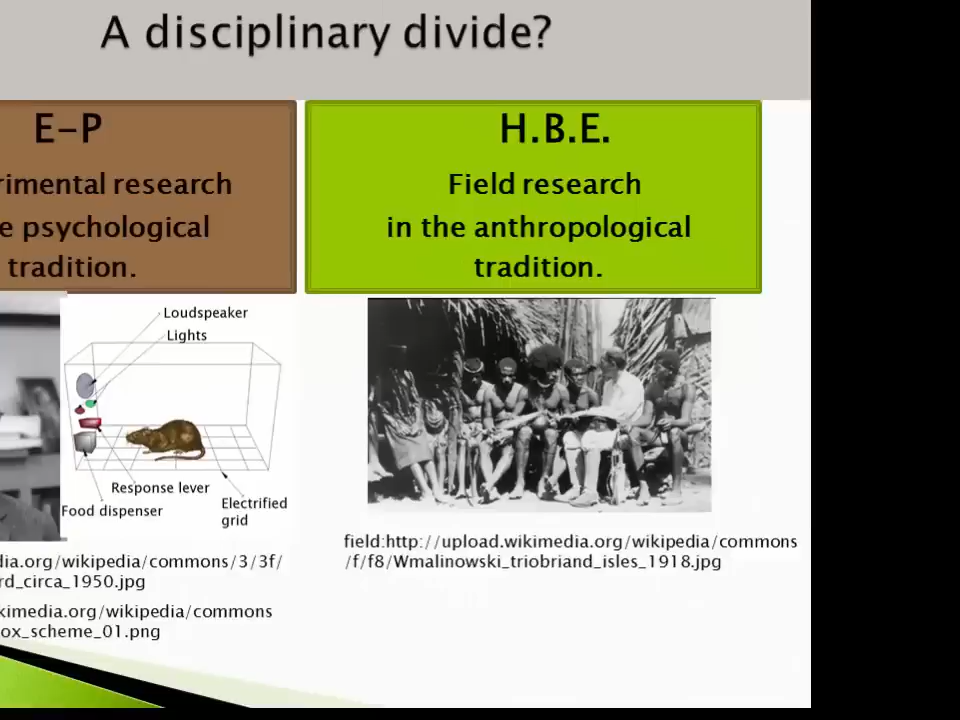 A disciplinary divide?
E-P
rimental research
e psychological
tradition.
H.B.E.
Field research
in the anthropological
tradition.
Loudspeaker
Lights
Response lever
Food dispenser
Electrified
grid
dia.org/wikipedia/commons/3/3f/
rd_circa_1950.jpg
kimedia.org/wikipedia/commons
ox_scheme_01.png
field:http://upload.wikimedia.org/wikipedia/commons
/f/f8/Wmalinowski_triobriand_isles_1918.jpg